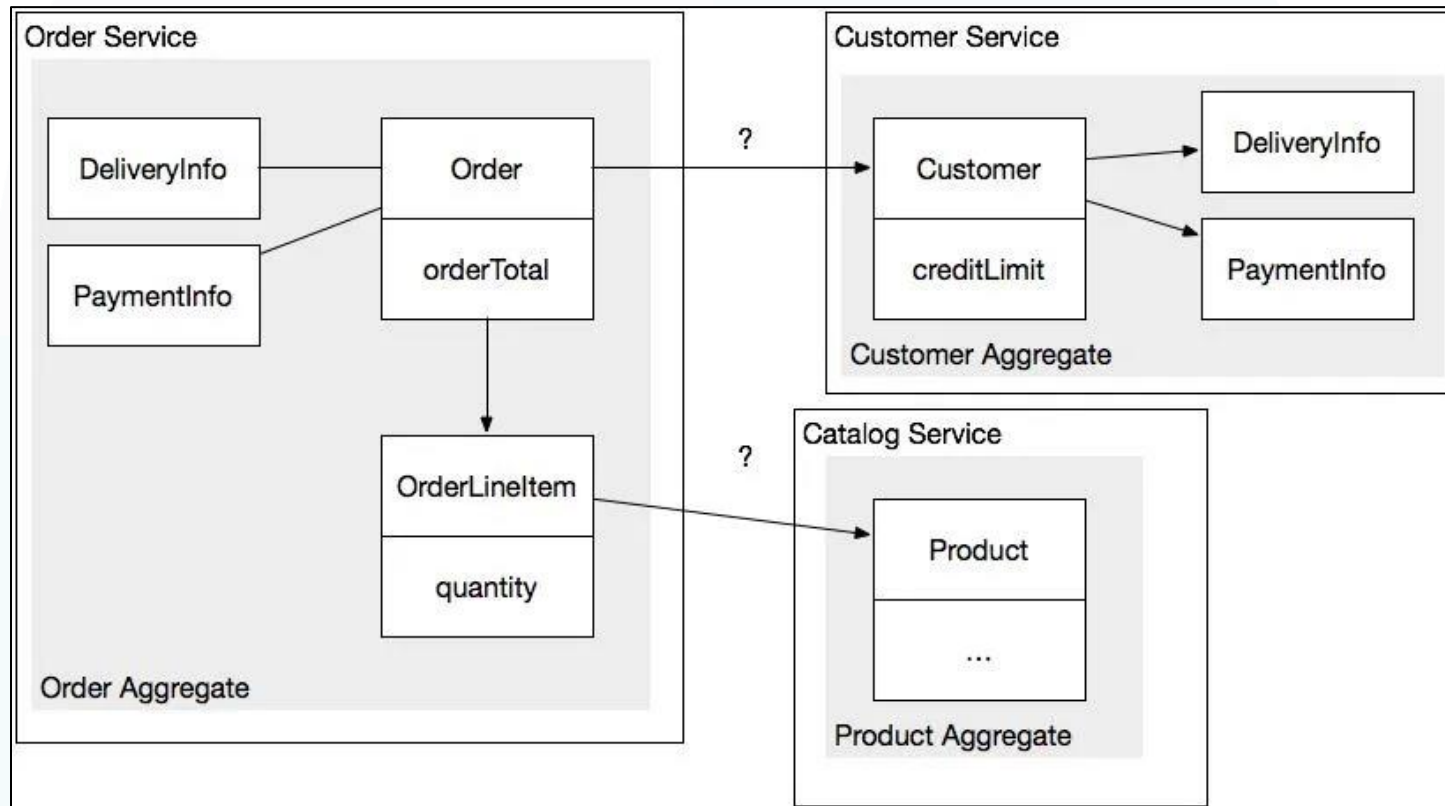 Order Service
DeliveryInfo
Order
PaymentInfo
orderTotal
OrderLineItem
quantity
Order Aggregate
?
?
Customer Service
Customer
DeliveryInfo
creditLimit
PaymentInfo
Customer Aggregate
Catalog Service
Product
...
Product Aggregate